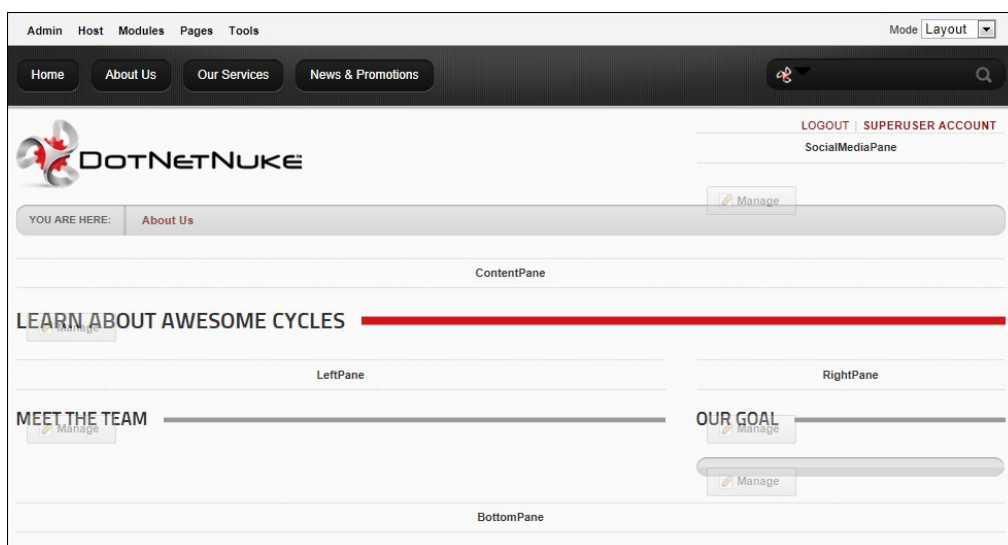 Admin Host Modules Pages Tools Mode Layout
Home About Us Our Services News & Promotions
LOGOUT | SUPERUSER ACCOUNT
DotNetNuke
SocialMediaPane
Manage
YOU ARE HERE: About Us
ContentPane
LEARN ABOUT AWESOME CYCLES
Manage
LeftPane RightPane
MEET THE TEAM OUR GOAL
Manage Manage
Manage
BottomPane